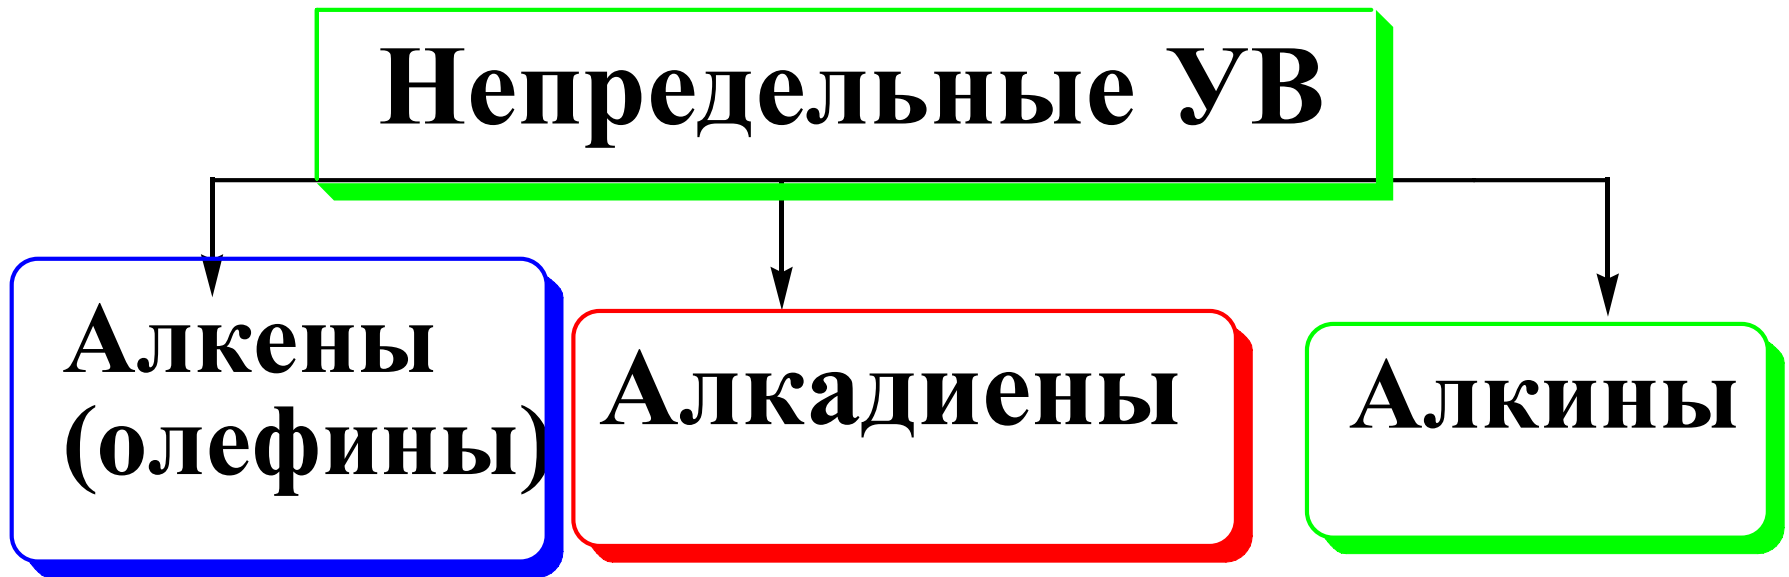 Непредельные УВ
Алкены
(олефины)
Алкадиены
Алкины